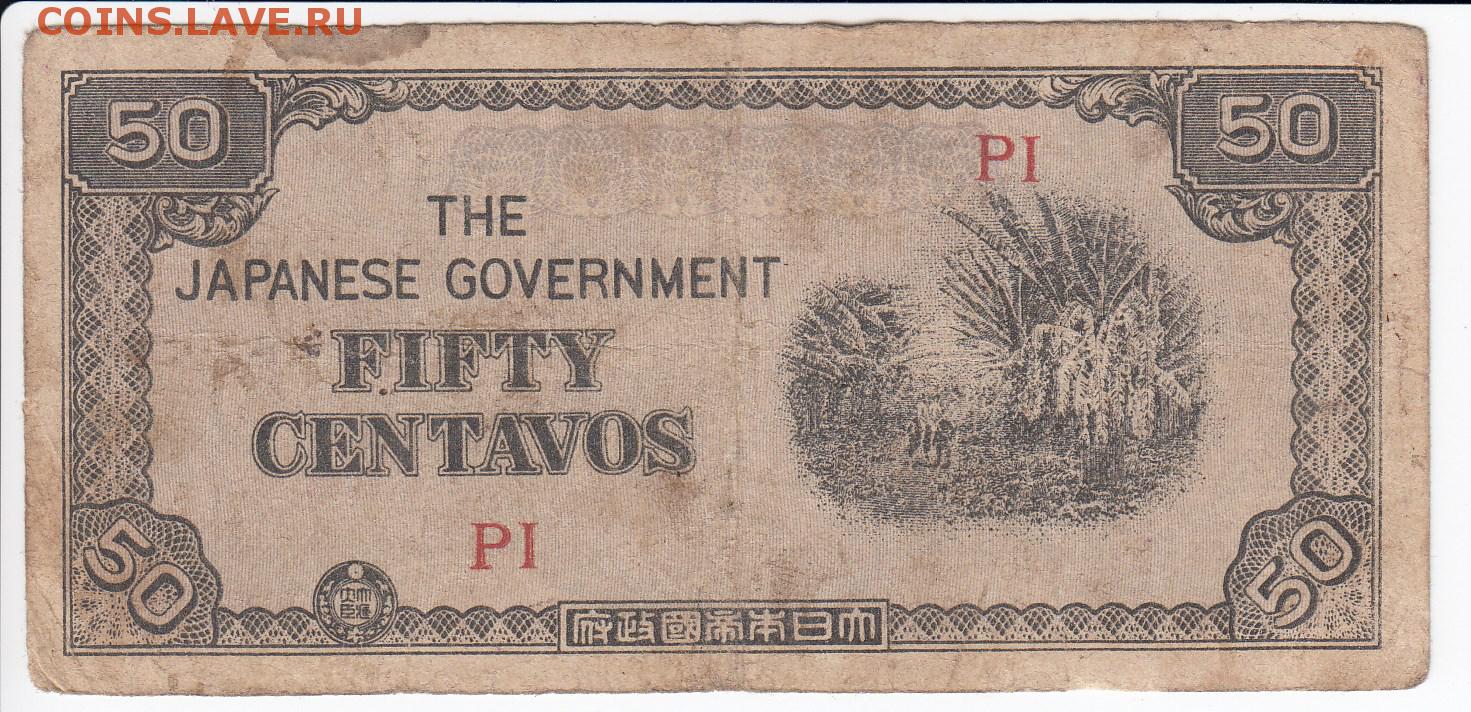 COINS.LAVE.RU
50
50
PI
THE
JAPANESE GOVERNMENT
FIFTY
CENTAVOS
PI
50
50
大日本帝國政府